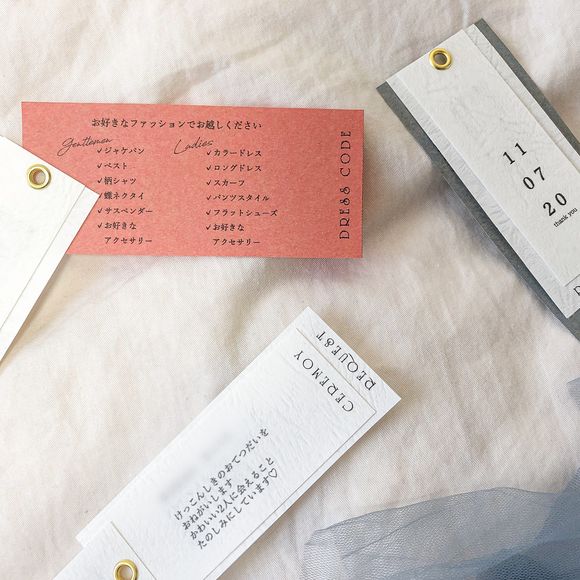 お好きなファッションでお越しください
Gentlemen
✓ジャケパン
✓ベスト
✓柄シャツ
✓蝶ネクタイ
✓サスペンダー
✓お好きな
アクセサリー
Ladies
✓カラードレス
✓ロングドレス
✓スカーフ
✓パンツスタイル
✓フラットシューズ
✓お好きな
アクセサリー
DRESS CODE
11
07
20
thank you
CEREMOY
REQUEST
けっこんしきのおてつだいを
おねがいします
かわいい2人に会えること
たのしみにしています♡